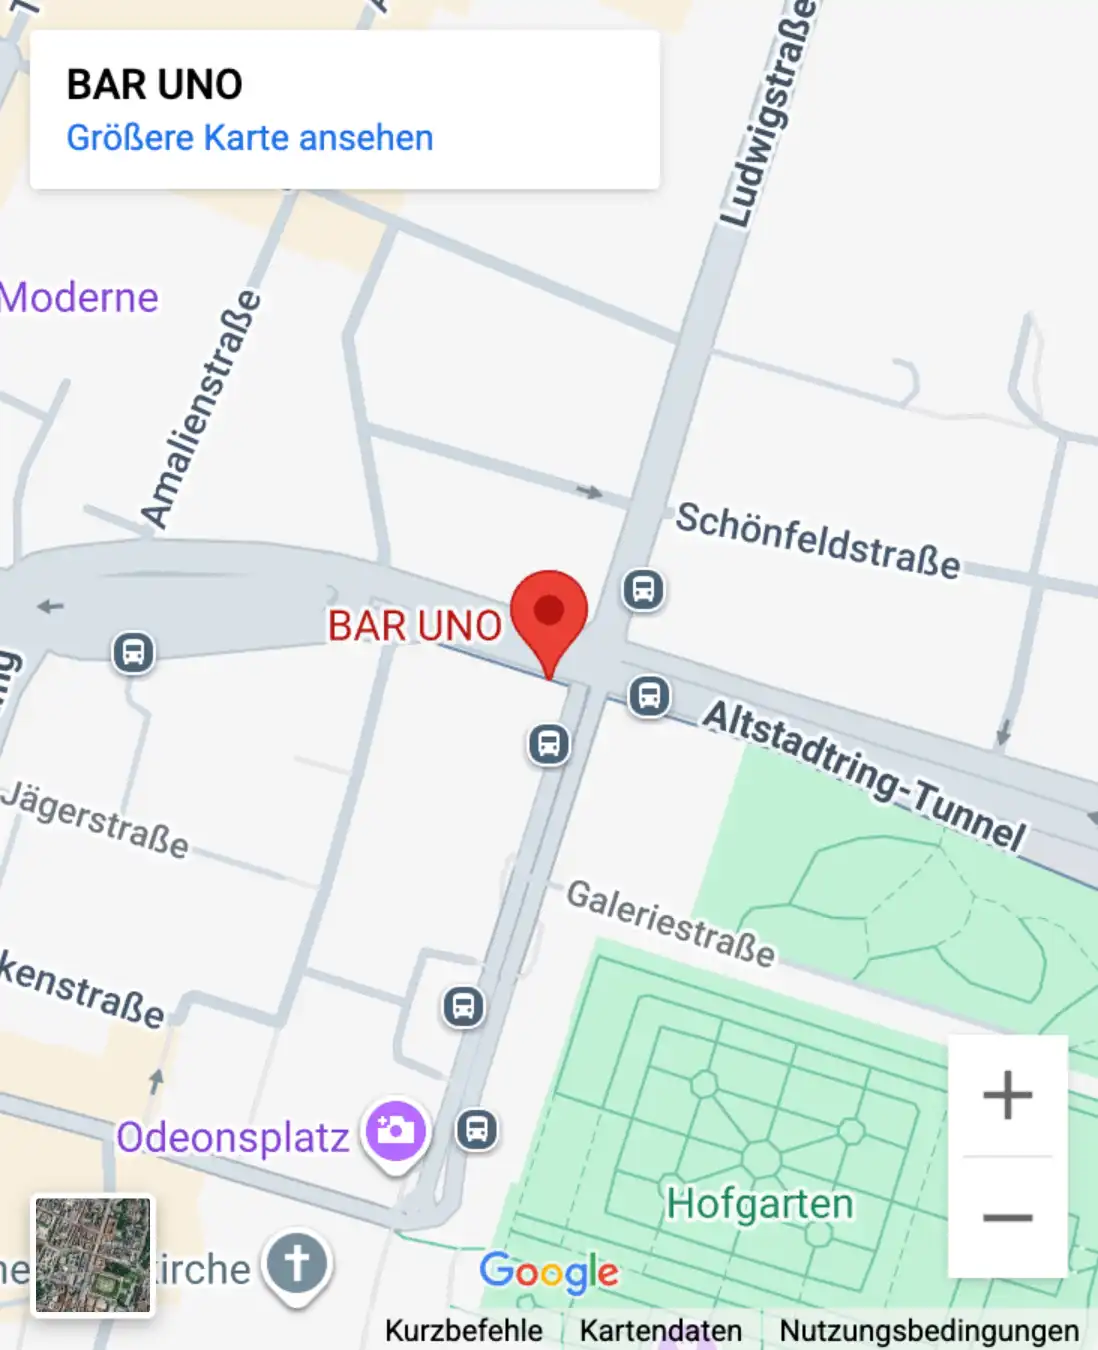 BAR UNO
Größere Karte ansehen
Ludwigstraße
Moderne
Amalienstraße
Schönfeldstraße
BAR UNO
Altstadtring-Tunnel
Jägerstraße
Galeriestraße
kenstraße
Odeonsplatz
Hofgarten
irche
Google
Kurzbefehle
Kartendaten
Nutzungsbedingungen